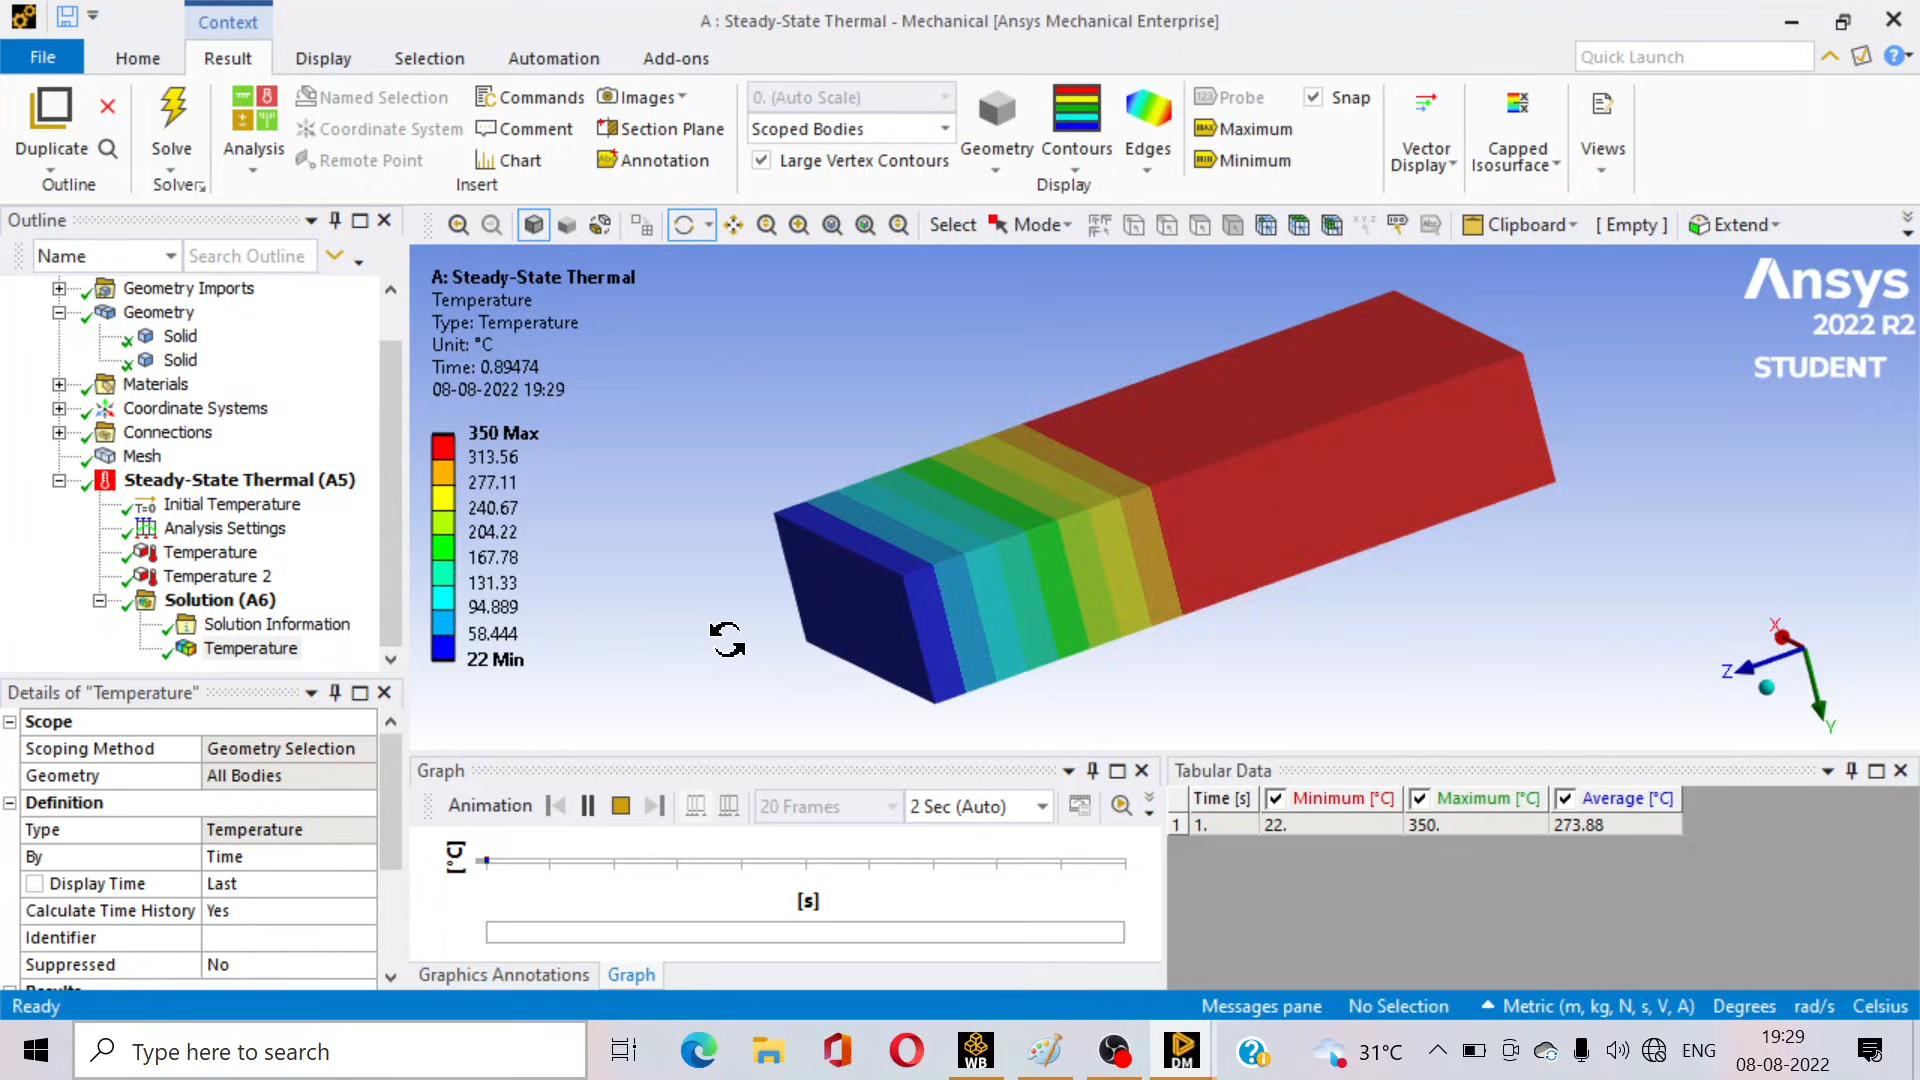 Context
A : Steady-State Thermal - Mechanical [Ansys Mechanical Enterprise]
File
Home
Result
Display
Selection
Automation
Add-ons
Quick Launch
Duplicate
Outline
Solve
Solver
Analysis
Named Selection
Coordinate System
Remote Point
Commands
Comment
Chart
Images
Section Plane
Annotation
Insert
0. (Auto Scale)
Scoped Bodies
Large Vertex Contours
Geometry
Contours
Edges
Display
Probe
Maximum
Minimum
Snap
Vector
Display
Capped
Isosurface
Views
Outline
Name
Search Outline
Geometry Imports
Geometry
Solid
Solid
Materials
Coordinate Systems
Connections
Mesh
Steady-State Thermal (A5)
T=0 Initial Temperature
Analysis Settings
Temperature
Temperature 2
Solution (A6)
Solution Information
Temperature
Select
Mode
Clipboard
[ Empty ]
Extend
A: Steady-State Thermal
Temperature
Type: Temperature
Unit: °C
Time: 0.89474
08-08-2022 19:29
350 Max
313.56
277.11
240.67
204.22
167.78
131.33
94.889
58.444
22 Min
Ansys
2022 R2
STUDENT
X
Z
Y
Details of "Temperature"
Scope
Scoping Method Geometry Selection
Geometry All Bodies
Definition
Type Temperature
By Time
Display Time Last
Calculate Time History Yes
Identifier
Suppressed No
Results
Graph
Animation
20 Frames
2 Sec (Auto)
[°C]
[s]
Graphics Annotations
Graph
Tabular Data
Time [s] Minimum [°C] Maximum [°C] Average [°C]
1 1. 22. 350. 273.88
Ready
Messages pane
No Selection
Metric (m, kg, N, s, V, A)
Degrees
rad/s
Celsius
Type here to search
WB
DM
31°C
ENG
19:29
08-08-2022